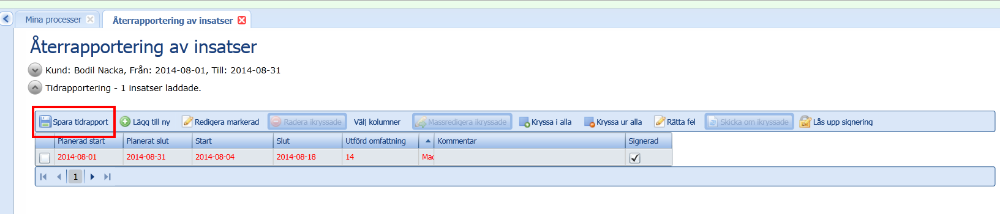 Mina processer
Återrapportering av insatser
Återrapportering av insatser
Kund: Bodil Nacka, Från: 2014-08-01, Till: 2014-08-31
Tidrapportering - 1 insatser laddade.
Spara tidrapport Lägg till ny Redigera markerad Radera ikryssade Välj kolumner Massredigera ikryssade Kryssa i alla Kryssa ur alla Rätta fel Skicka om ikryssade Lås upp signering
Planerad start Planerat slut Start Slut Utförd omfattning Kommentar Signerad
2014-08-01 2014-08-31 2014-08-04 2014-08-18 14
1